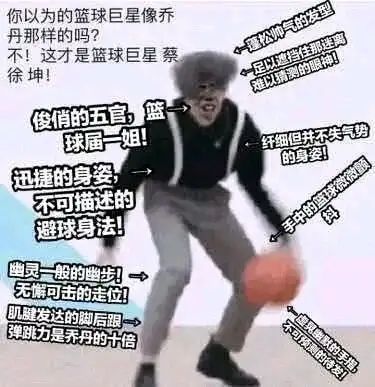 你以为的篮球巨星像乔
丹那样的吗?
不！这才是篮球巨星 蔡
徐 坤！
←蓬松帅气的发型
←足以遮挡住那迷离
难以猜测的眼神！
俊俏的五官，篮→
球届一姐！
←纤细但并不失气势
的身姿！
迅捷的身姿，→
不可描述的
避球身法！
手中的篮球微微颤
抖
幽灵一般的幽步！→
无懈可击的走位！
肌腱发达的脚后跟→
弹跳力是乔丹的十倍
不可预测的